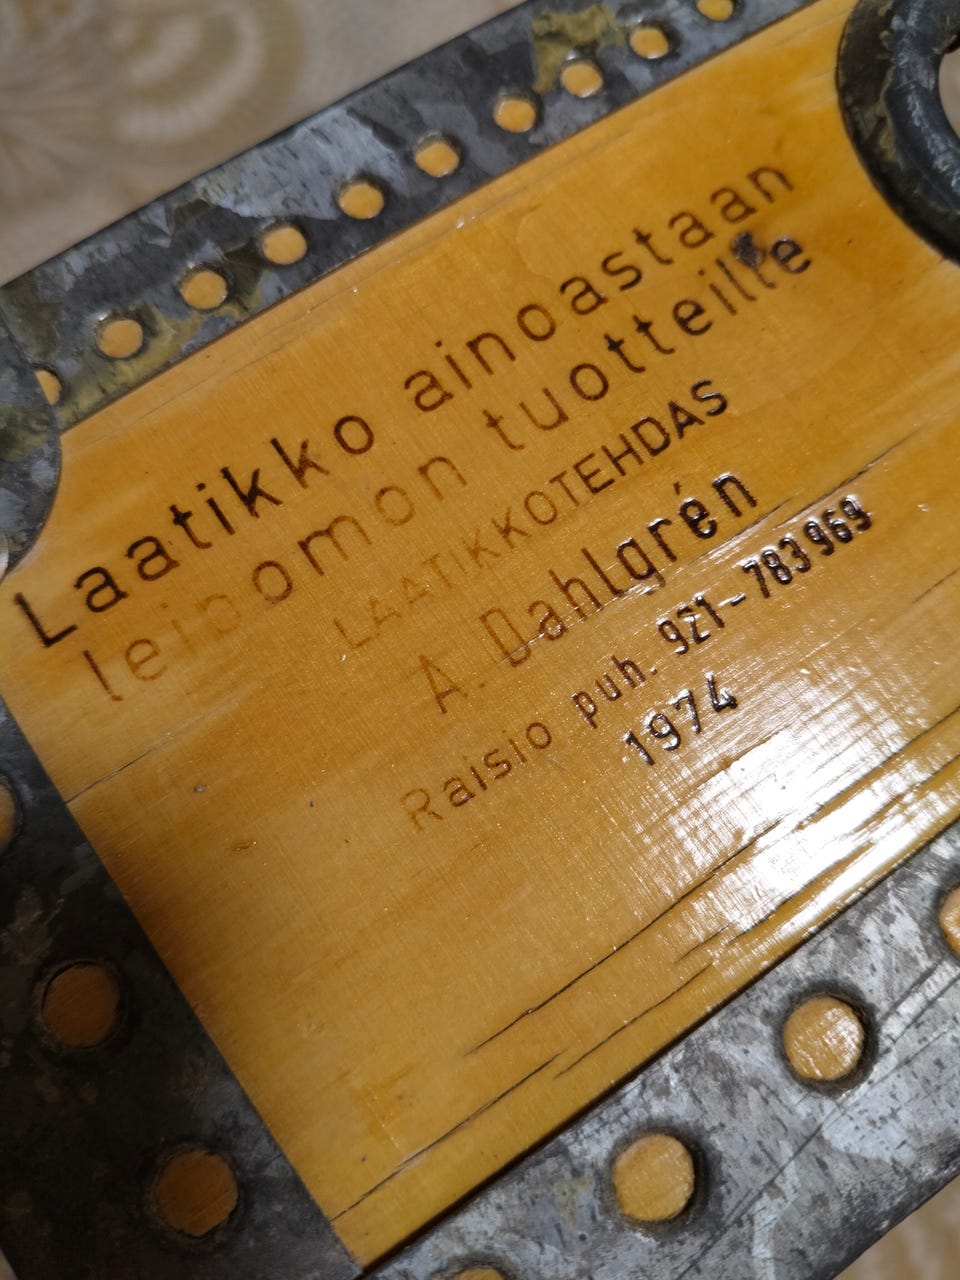 Laatikko ainoastaan
leipomon tuotteille
LAATIKKOTEHDAS
A. Dahlgrén
Raisio puh. 921-783969
1974